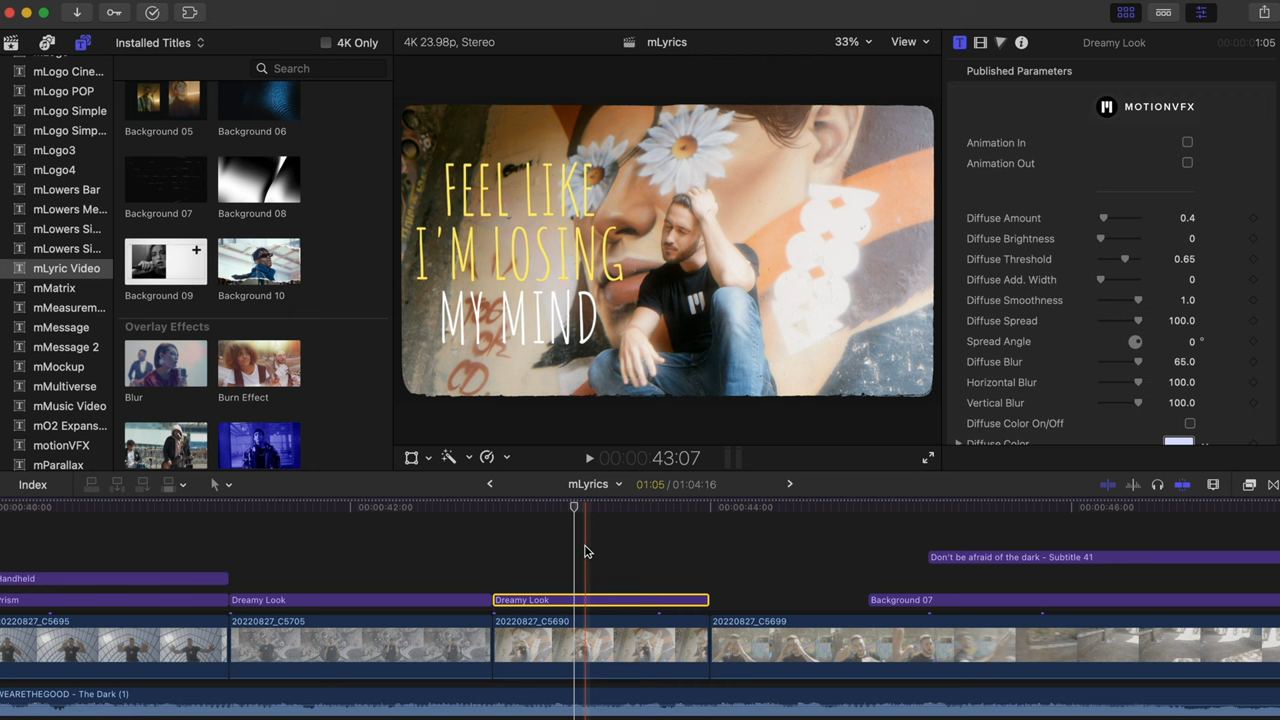 Installed Titles
4K Only
4K 23.98p, Stereo
mLyrics
33%
View
Dreamy Look
00:00:01:05
mLogo Cine...
mLogo POP
mLogo Simple
mLogo Simp...
mLogo3
mLogo4
mLowers Bar
mLowers Me...
mLowers Si...
mLowers Si...
mLyric Video
mMatrix
mMeasurem...
mMessage
mMessage 2
mMockup
mMultiverse
mMusic Video
mO2 Expans...
motionVFX
mParallax
Search
Background 05
Background 06
Background 07
Background 08
Background 09
Background 10
Overlay Effects
Blur
Burn Effect
FEEL LIKE
I'M LOSING
MY MIND
Published Parameters
MOTIONVFX
Animation In
Animation Out
Diffuse Amount 0.4
Diffuse Brightness 0
Diffuse Threshold 0.65
Diffuse Add. Width 0
Diffuse Smoothness 1.0
Diffuse Spread 100.0
Spread Angle 0 °
Diffuse Blur 65.0
Horizontal Blur 100.0
Vertical Blur 100.0
Diffuse Color On/Off
Diffuse Color
00:00:43:07
Index
mLyrics
01:05 / 01:04:16
00:00:40:00
00:00:42:00
00:00:44:00
00:00:46:00
Don't be afraid of the dark - Subtitle 41
Handheld
Prism
Dreamy Look
Dreamy Look
Background 07
20220827_C5695
20220827_C5705
20220827_C5690
20220827_C5699
WEARETHEGOOD - The Dark (1)